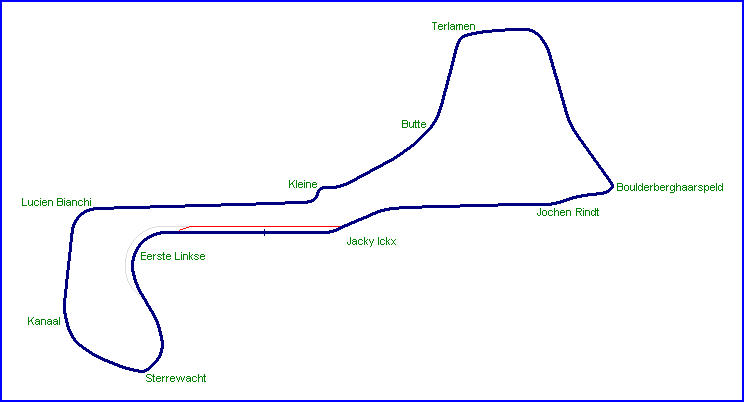 Terlamen
Butte
Kleine
Boulderberghaarspeld
Lucien Bianchi
Jochen Rindt
Jacky Ickx
Eerste Linkse
Kanaal
Sterrewacht